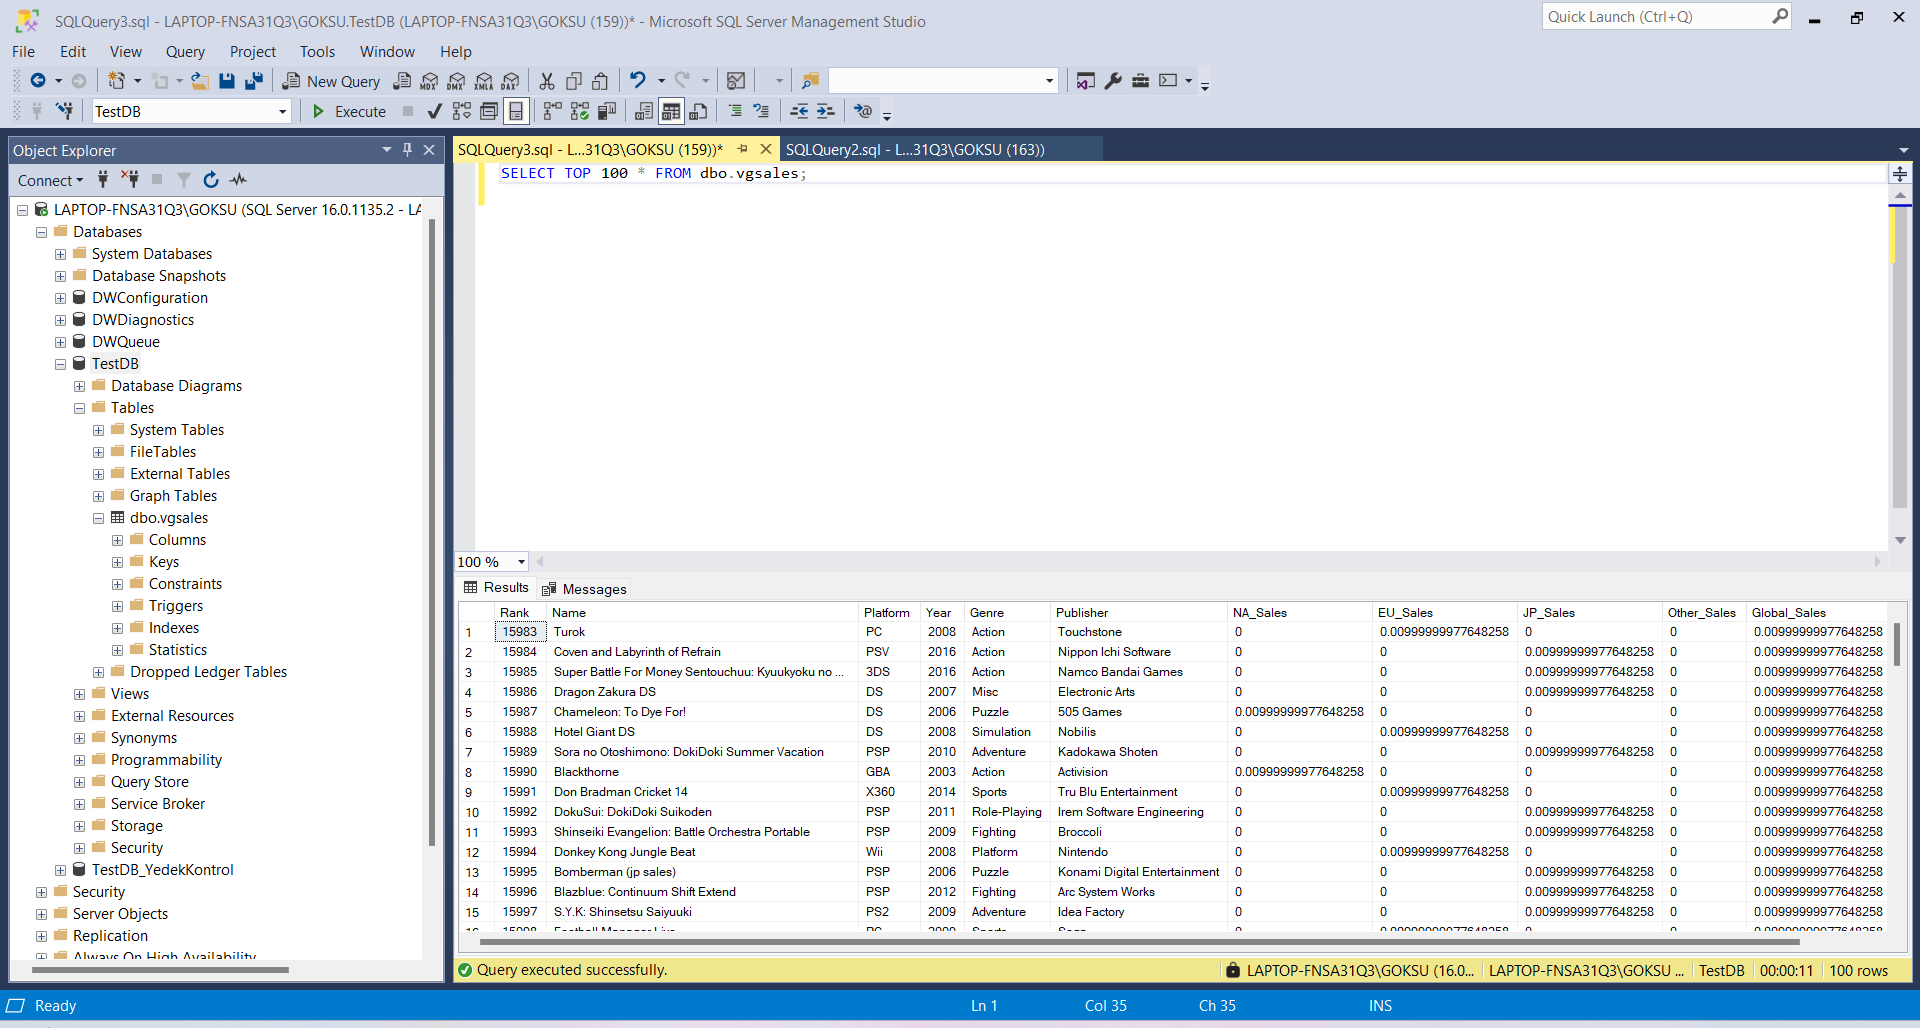 SQLQuery3.sql - LAPTOP-FNSA31Q3\GOKSU.TestDB (LAPTOP-FNSA31Q3\GOKSU (159))* - Microsoft SQL Server Management Studio
Quick Launch (Ctrl+Q)
File Edit View Query Project Tools Window Help
New Query MDX DMX XMLA DAX
TestDB Execute
Object Explorer
Connect
LAPTOP-FNSA31Q3\GOKSU (SQL Server 16.0.1135.2 - LA
Databases
System Databases
Database Snapshots
DWConfiguration
DWDiagnostics
DWQueue
TestDB
Database Diagrams
Tables
System Tables
FileTables
External Tables
Graph Tables
dbo.vgsales
Columns
Keys
Constraints
Triggers
Indexes
Statistics
Dropped Ledger Tables
Views
External Resources
Synonyms
Programmability
Query Store
Service Broker
Storage
Security
TestDB_YedekKontrol
Security
Server Objects
Replication
Always On High Availability
SQLQuery3.sql - L...31Q3\GOKSU (159))* SQLQuery2.sql - L...31Q3\GOKSU (163))
SELECT TOP 100 * FROM dbo.vgsales;
100 %
Results Messages
Rank Name Platform Year Genre Publisher NA_Sales EU_Sales JP_Sales Other_Sales Global_Sales
1 15983 Turok PC 2008 Action Touchstone 0 0.00999999977648258 0 0 0.00999999977648258
2 15984 Coven and Labyrinth of Refrain PSV 2016 Action Nippon Ichi Software 0 0 0.00999999977648258 0 0.00999999977648258
3 15985 Super Battle For Money Sentouchuu: Kyuukyoku no ... 3DS 2016 Action Namco Bandai Games 0 0 0.00999999977648258 0 0.00999999977648258
4 15986 Dragon Zakura DS DS 2007 Misc Electronic Arts 0 0 0.00999999977648258 0 0.00999999977648258
5 15987 Chameleon: To Dye For! DS 2006 Puzzle 505 Games 0.00999999977648258 0 0 0 0.00999999977648258
6 15988 Hotel Giant DS DS 2008 Simulation Nobilis 0 0.00999999977648258 0 0 0.00999999977648258
7 15989 Sora no Otoshimono: DokiDoki Summer Vacation PSP 2010 Adventure Kadokawa Shoten 0 0 0.00999999977648258 0 0.00999999977648258
8 15990 Blackthorne GBA 2003 Action Activision 0.00999999977648258 0 0 0 0.00999999977648258
9 15991 Don Bradman Cricket 14 X360 2014 Sports Tru Blu Entertainment 0 0.00999999977648258 0 0 0.00999999977648258
10 15992 DokuSui: DokiDoki Suikoden PSP 2011 Role-Playing Irem Software Engineering 0 0 0.00999999977648258 0 0.00999999977648258
11 15993 Shinseiki Evangelion: Battle Orchestra Portable PSP 2009 Fighting Broccoli 0 0 0.00999999977648258 0 0.00999999977648258
12 15994 Donkey Kong Jungle Beat Wii 2008 Platform Nintendo 0 0.00999999977648258 0 0 0.00999999977648258
13 15995 Bomberman (jp sales) PSP 2006 Puzzle Konami Digital Entertainment 0 0 0.00999999977648258 0 0.00999999977648258
14 15996 Blazblue: Continuum Shift Extend PSP 2012 Fighting Arc System Works 0 0 0.00999999977648258 0 0.00999999977648258
15 15997 S.Y.K: Shinsetsu Saiyuuki PS2 2009 Adventure Idea Factory 0 0 0.00999999977648258 0 0.00999999977648258
Query executed successfully. LAPTOP-FNSA31Q3\GOKSU (16.0... LAPTOP-FNSA31Q3\GOKSU ... TestDB 00:00:11 100 rows
Ready Ln 1 Col 35 Ch 35 INS